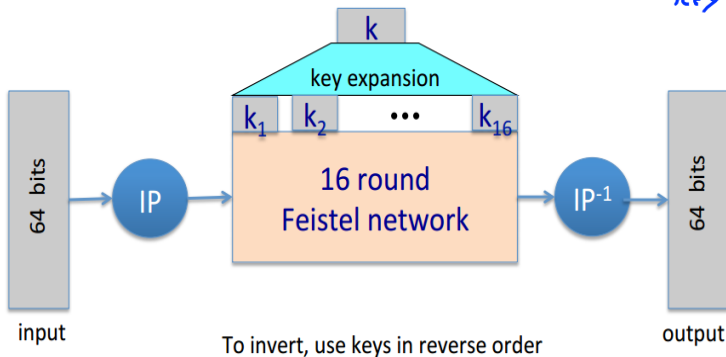 key
k
key expansion
k₁ k₂ ••• k₁₆
64 bits
IP
16 round
Feistel network
IP⁻¹
64 bits
input
To invert, use keys in reverse order
output